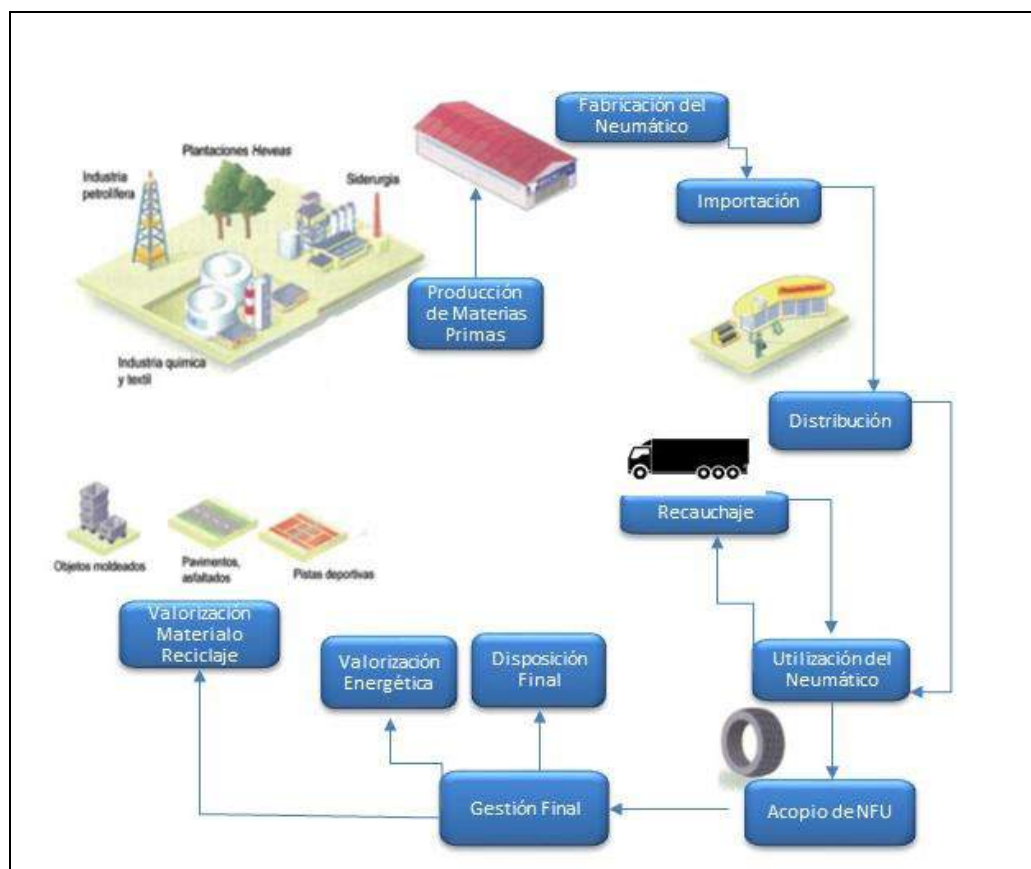 Fabricación del
Neumático
Plantaciones Heveas
Industria
petrolífera
Siderurgia
Importación
Producción
de Materias
Primas
Industria química
y textil
Distribución
Recauchaje
Objetos moldeados
Pavimentos,
asfaltados
Pistas deportivas
Valorización
Materialo
Reciclaje
Valorización
Energética
Disposición
Final
Utilización del
Neumático
Gestión Final
Acopio de NFU